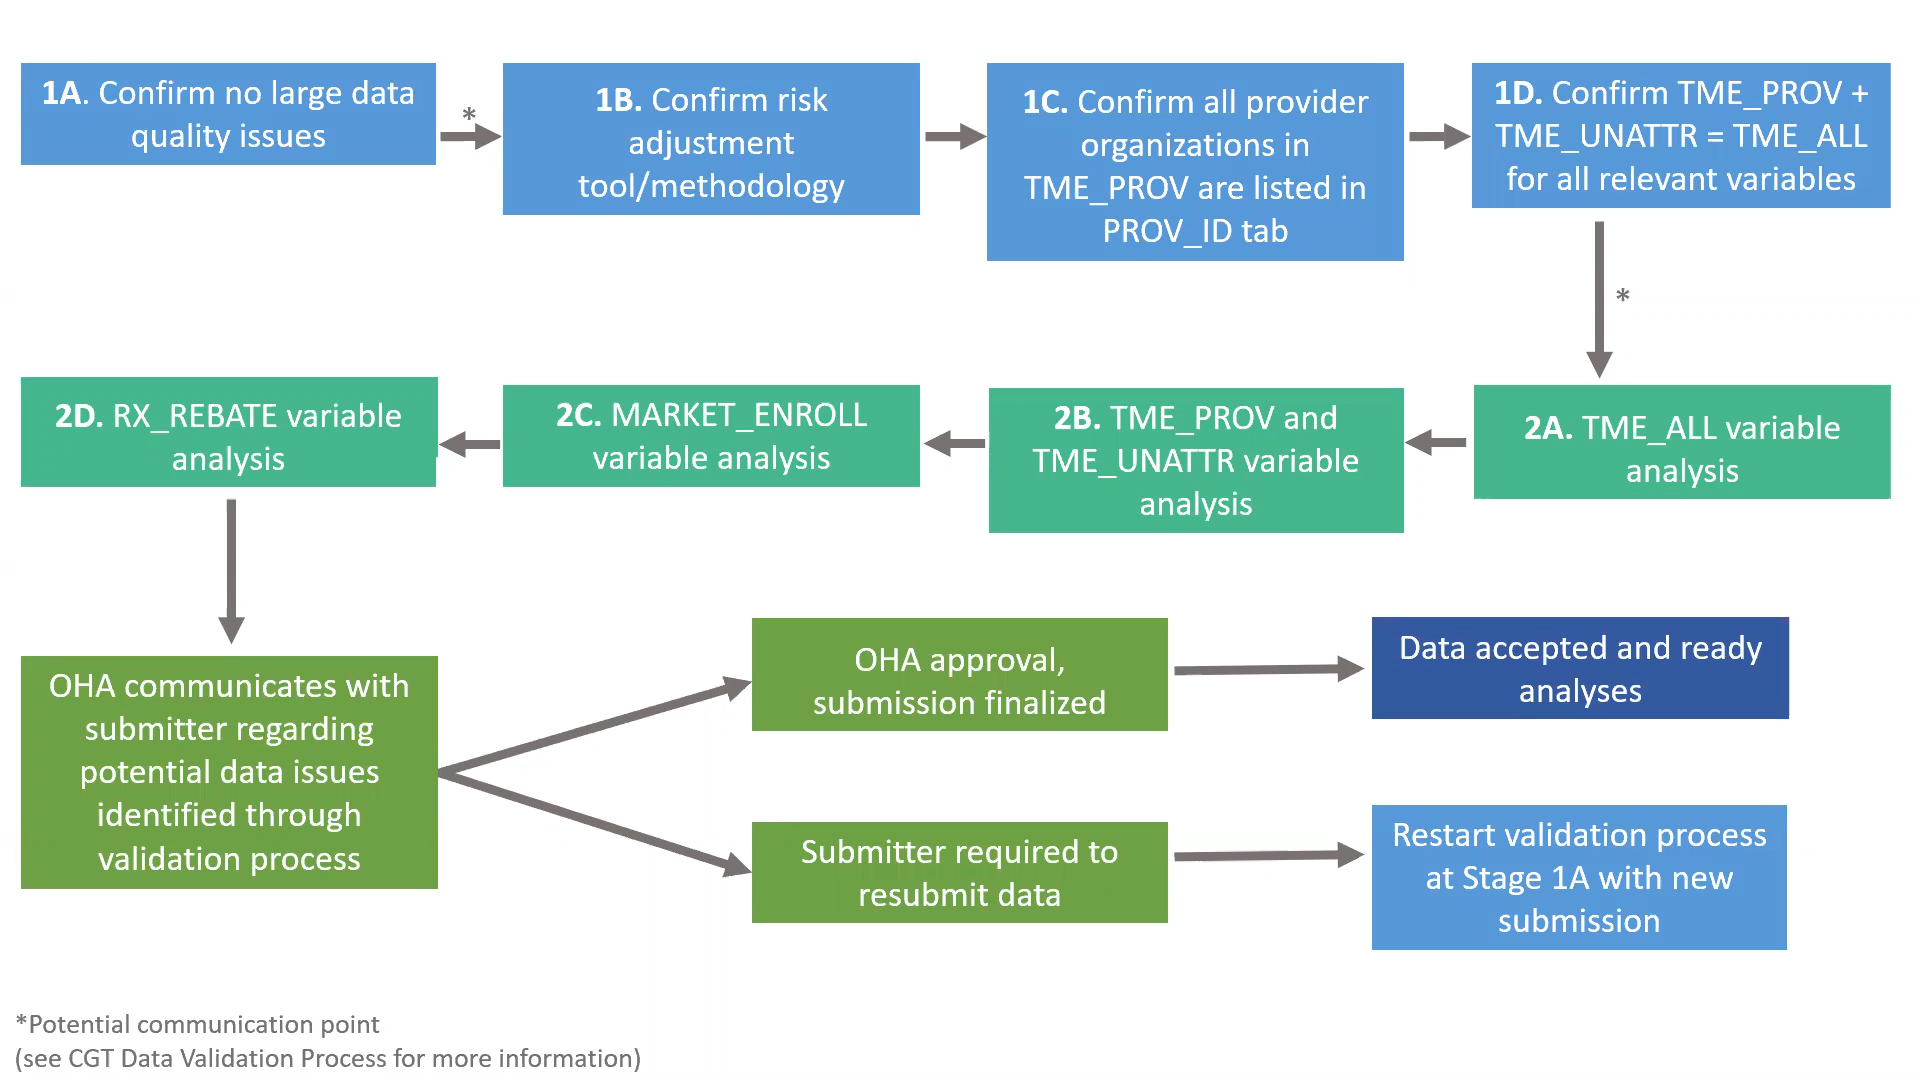 1A. Confirm no large data
quality issues
*
1B. Confirm risk
adjustment
tool/methodology
1C. Confirm all provider
organizations in
TME_PROV are listed in
PROV_ID tab
1D. Confirm TME_PROV +
TME_UNATTR = TME_ALL
for all relevant variables
*
2A. TME_ALL variable
analysis
2B. TME_PROV and
TME_UNATTR variable
analysis
2C. MARKET_ENROLL
variable analysis
2D. RX_REBATE variable
analysis
OHA communicates with
submitter regarding
potential data issues
identified through
validation process
OHA approval,
submission finalized
Data accepted and ready
analyses
Submitter required to
resubmit data
Restart validation process
at Stage 1A with new
submission
*Potential communication point
(see CGT Data Validation Process for more information)